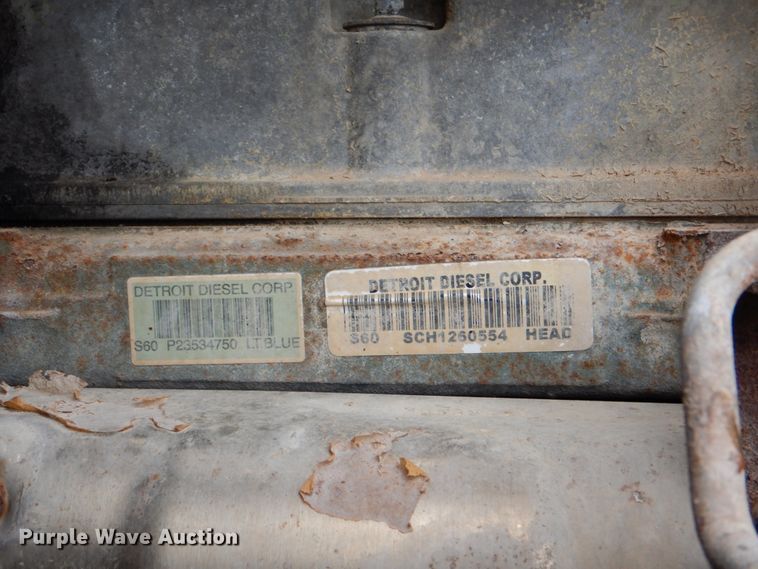 DETROIT DIESEL CORP
S60 P23534750 LT BLUE
DETROIT DIESEL CORP.
S60 SCH1260554 HEAD
Purple Wave Auction